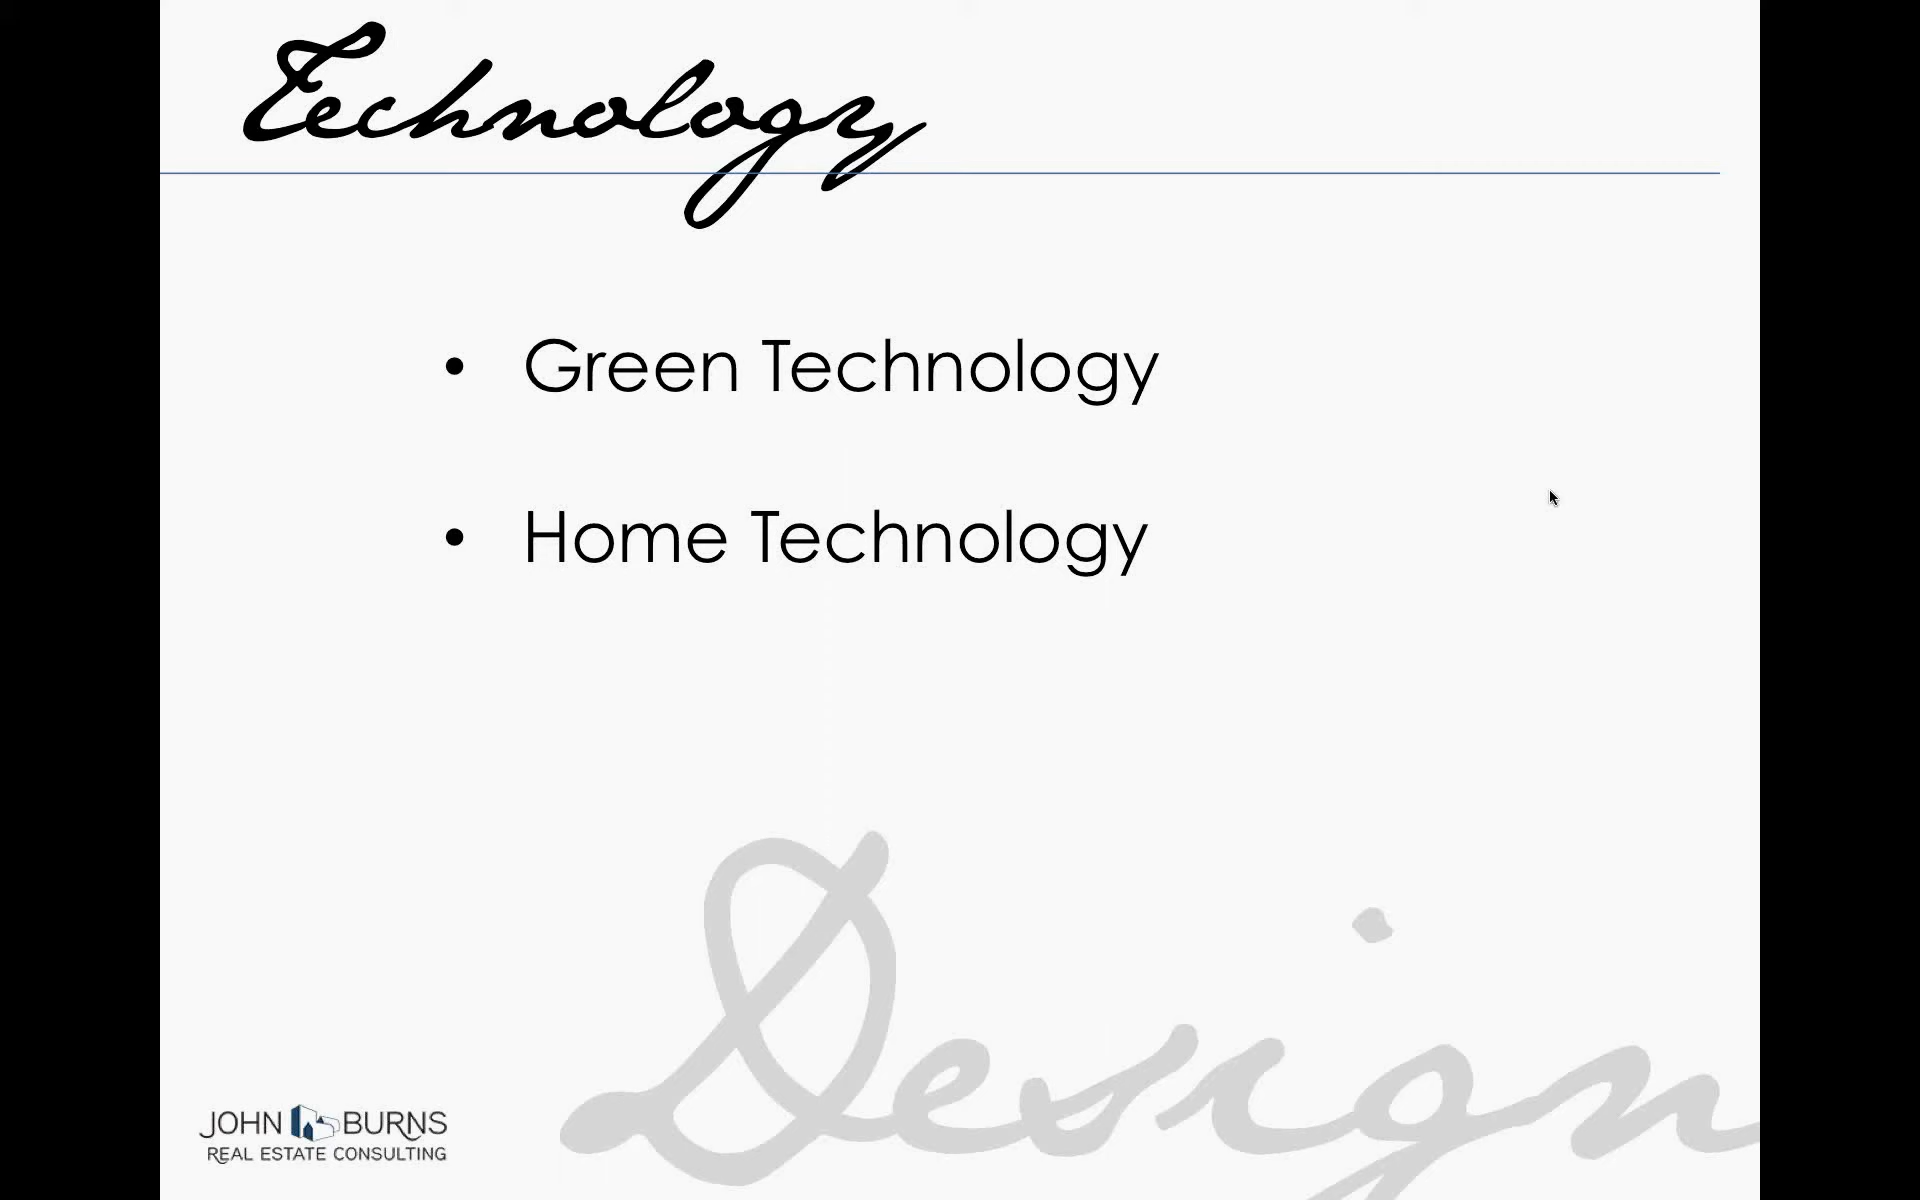 Technology
• Green Technology
• Home Technology
Design
JOHN BURNS
REAL ESTATE CONSULTING